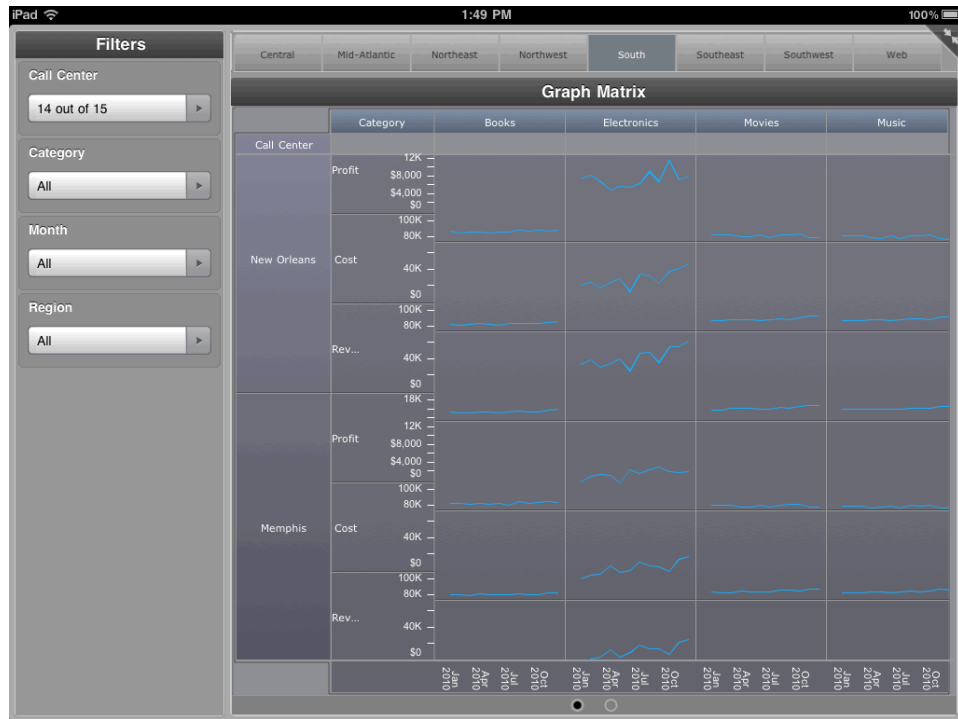 iPad 1:49 PM 100%
Filters
Call Center
14 out of 15
Category
All
Month
All
Region
All
Central Mid-Atlantic Northeast Northwest South Southeast Southwest Web
Graph Matrix
Category Books Electronics Movies Music
Call Center
New Orleans
Profit
12K
$8,000
$4,000
$0
Cost
100K
80K
40K
$0
Rev...
100K
80K
40K
$0
Memphis
18K
Profit
12K
$8,000
$4,000
$0
Cost
100K
80K
40K
$0
Rev...
100K
80K
40K
$0
Jan 2010 Apr 2010 Jul 2010 Oct 2010 Jan 2010 Apr 2010 Jul 2010 Oct 2010 Jan 2010 Apr 2010 Jul 2010 Oct 2010 Jan 2010 Apr 2010 Jul 2010 Oct 2010